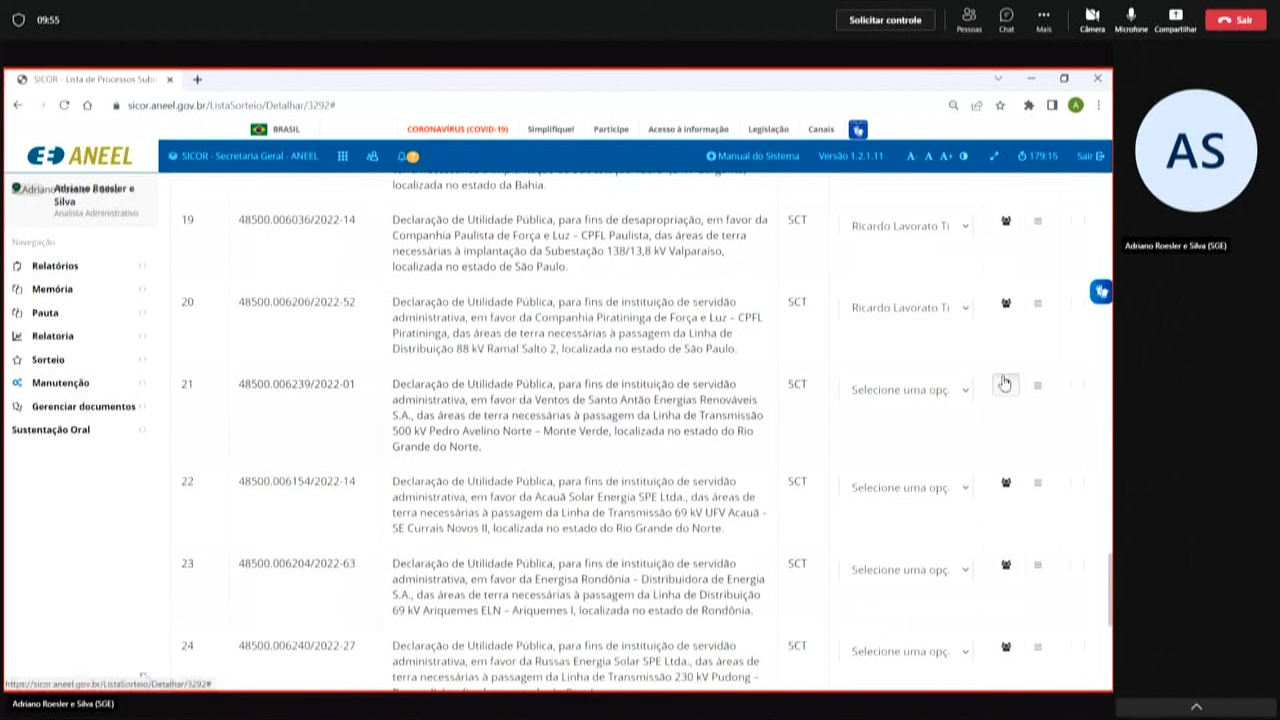 09:55
Solicitar controle
Pessoas
Chat
Mais
Câmera
Microfone
Compartilhar
Sair
SICOR - Lista de Processos Subi
sicor.aneel.gov.br/ListaSorteio/Detalhar/3292#
A
BRASIL
CORONAVÍRUS (COVID-19)
Simplifique!
Participe
Acesso à informação
Legislação
Canais
ANEEL
SICOR - Secretaria Geral - ANEEL
Manual do Sistema
Versão 1.2.1.11
A- A A+
179:15
Sair
Adriano Roesler e
Silva
Analista Administrativo
Navegação
Relatórios
Memória
Pauta
Relatoria
Sorteio
Manutenção
Gerenciar documentos
Sustentação Oral
localizada no estado da Bahia.
19
48500.006036/2022-14
Declaração de Utilidade Pública, para fins de desapropriação, em favor da
Companhia Paulista de Força e Luz – CPFL Paulista, das áreas de terra
necessárias à implantação da Subestação 138/13,8 kV Valparaíso,
localizada no estado de São Paulo.
SCT
Ricardo Lavorato Ti
20
48500.006206/2022-52
Declaração de Utilidade Pública, para fins de instituição de servidão
administrativa, em favor da Companhia Piratininga de Força e Luz – CPFL
Piratininga, das áreas de terra necessárias à passagem da Linha de
Distribuição 88 kV Ramal Salto 2, localizada no estado de São Paulo.
SCT
Ricardo Lavorato Ti
21
48500.006239/2022-01
Declaração de Utilidade Pública, para fins de instituição de servidão
administrativa, em favor da Ventos de Santo Antão Energias Renováveis
S.A., das áreas de terra necessárias à passagem da Linha de Transmissão
500 kV Pedro Avelino Norte – Monte Verde, localizada no estado do Rio
Grande do Norte.
SCT
Selecione uma opç
22
48500.006154/2022-14
Declaração de Utilidade Pública, para fins de instituição de servidão
administrativa, em favor da Acauã Solar Energia SPE Ltda., das áreas de
terra necessárias à passagem da Linha de Transmissão 69 kV UFV Acauã –
SE Currais Novos II, localizada no estado do Rio Grande do Norte.
SCT
Selecione uma opç
23
48500.006204/2022-63
Declaração de Utilidade Pública, para fins de instituição de servidão
administrativa, em favor da Energisa Rondônia – Distribuidora de Energia
S.A., das áreas de terra necessárias à passagem da Linha de Distribuição
69 kV Ariquemes ELN – Ariquemes I, localizada no estado de Rondônia.
SCT
Selecione uma opç
24
48500.006240/2022-27
Declaração de Utilidade Pública, para fins de instituição de servidão
administrativa, em favor da Russas Energia Solar SPE Ltda., das áreas de
terra necessárias à passagem da Linha de Transmissão 230 kV Pudong –
SCT
Selecione uma opç
https://sicor.aneel.gov.br/ListaSorteio/Detalhar/3292#
Adriano Roesler e Silva (SGE)
AS
Adriano Roesler e Silva (SGE)